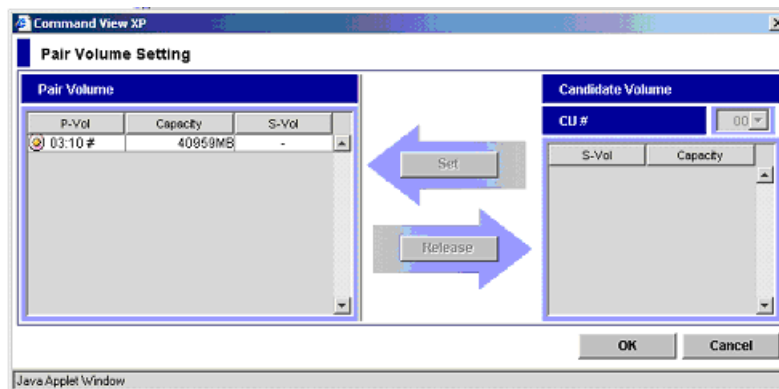 Command View XP
Pair Volume Setting
Pair Volume
P-Vol Capacity S-Vol
03:10 # 40959MB -
Set
Release
Candidate Volume
CU # 00
S-Vol Capacity
OK Cancel
Java Applet Window